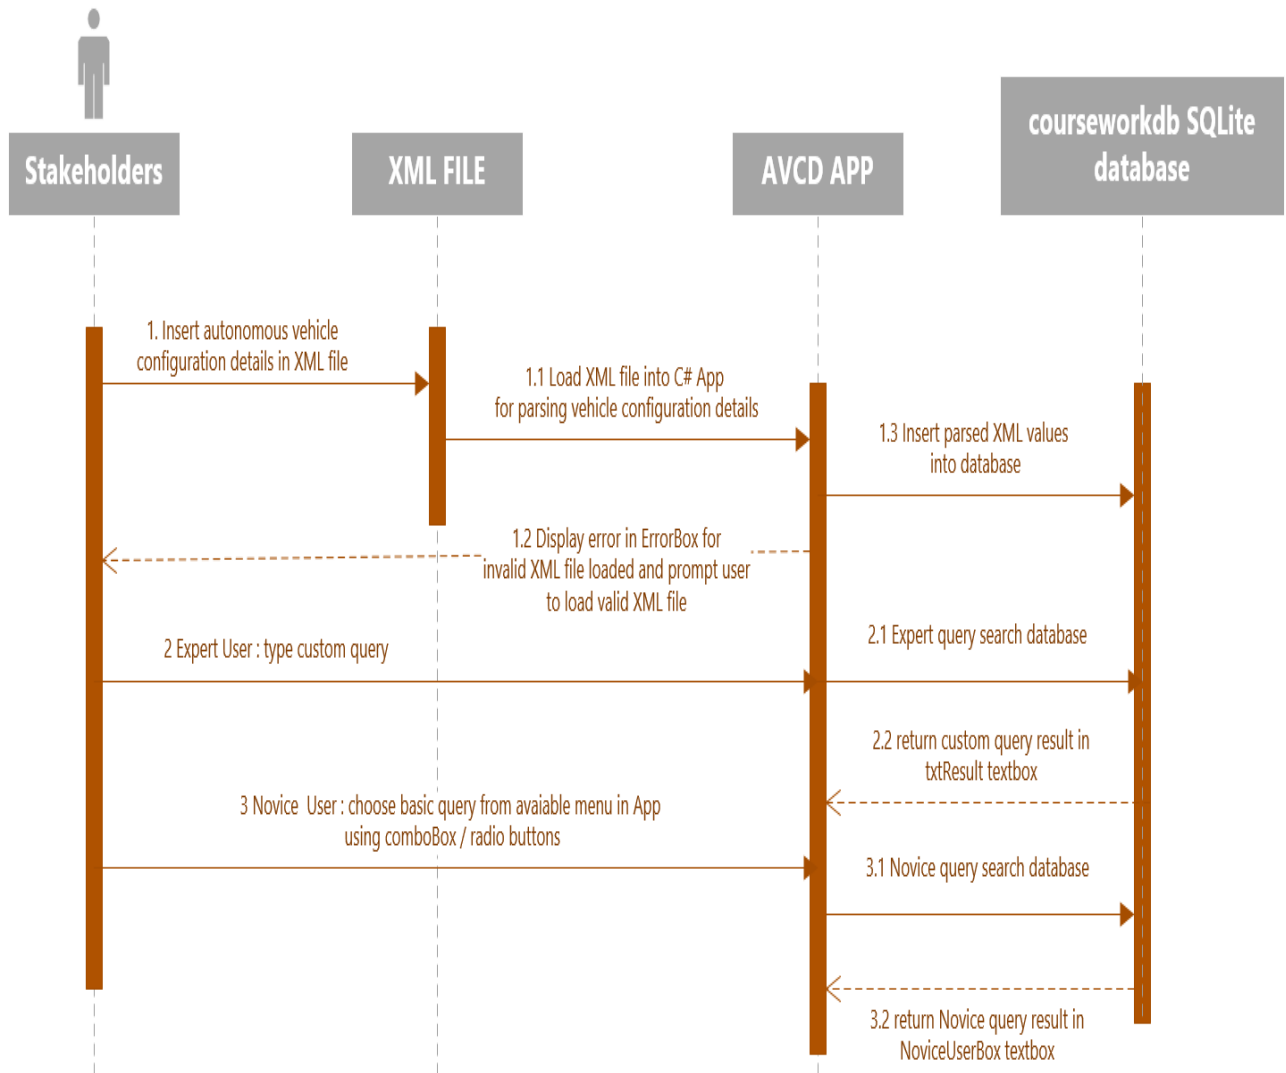 Stakeholders
XML FILE
AVCD APP
courseworkdb SQLite
database
1. Insert autonomous vehicle
configuration details in XML file
1.1 Load XML file into C# App
for parsing vehicle configuration details
1.3 Insert parsed XML values
into database
1.2 Display error in ErrorBox for
invalid XML file loaded and prompt user
to load valid XML file
2 Expert User : type custom query
2.1 Expert query search database
2.2 return custom query result in
txtResult textbox
3 Novice  User : choose basic query from avaiable menu in App
using comboBox / radio buttons
3.1 Novice query search database
3.2 return Novice query result in
NoviceUserBox textbox